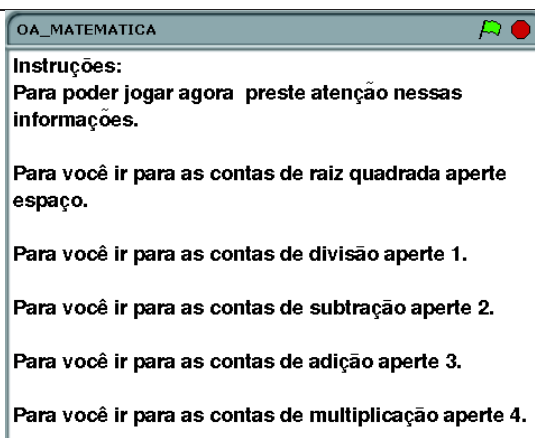 OA_MATEMATICA
Instruções:
Para poder jogar agora preste atenção nessas
informações.
Para você ir para as contas de raiz quadrada aperte
espaço.
Para você ir para as contas de divisão aperte 1.
Para você ir para as contas de subtração aperte 2.
Para você ir para as contas de adição aperte 3.
Para você ir para as contas de multiplicação aperte 4.